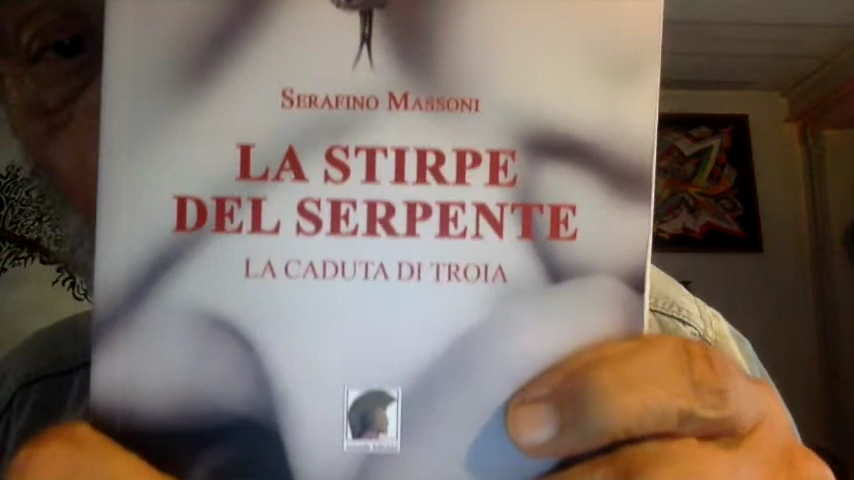 SERAFINO MASSONI
LA STIRPE
DEL SERPENTE
LA CADUTA DI TROIA